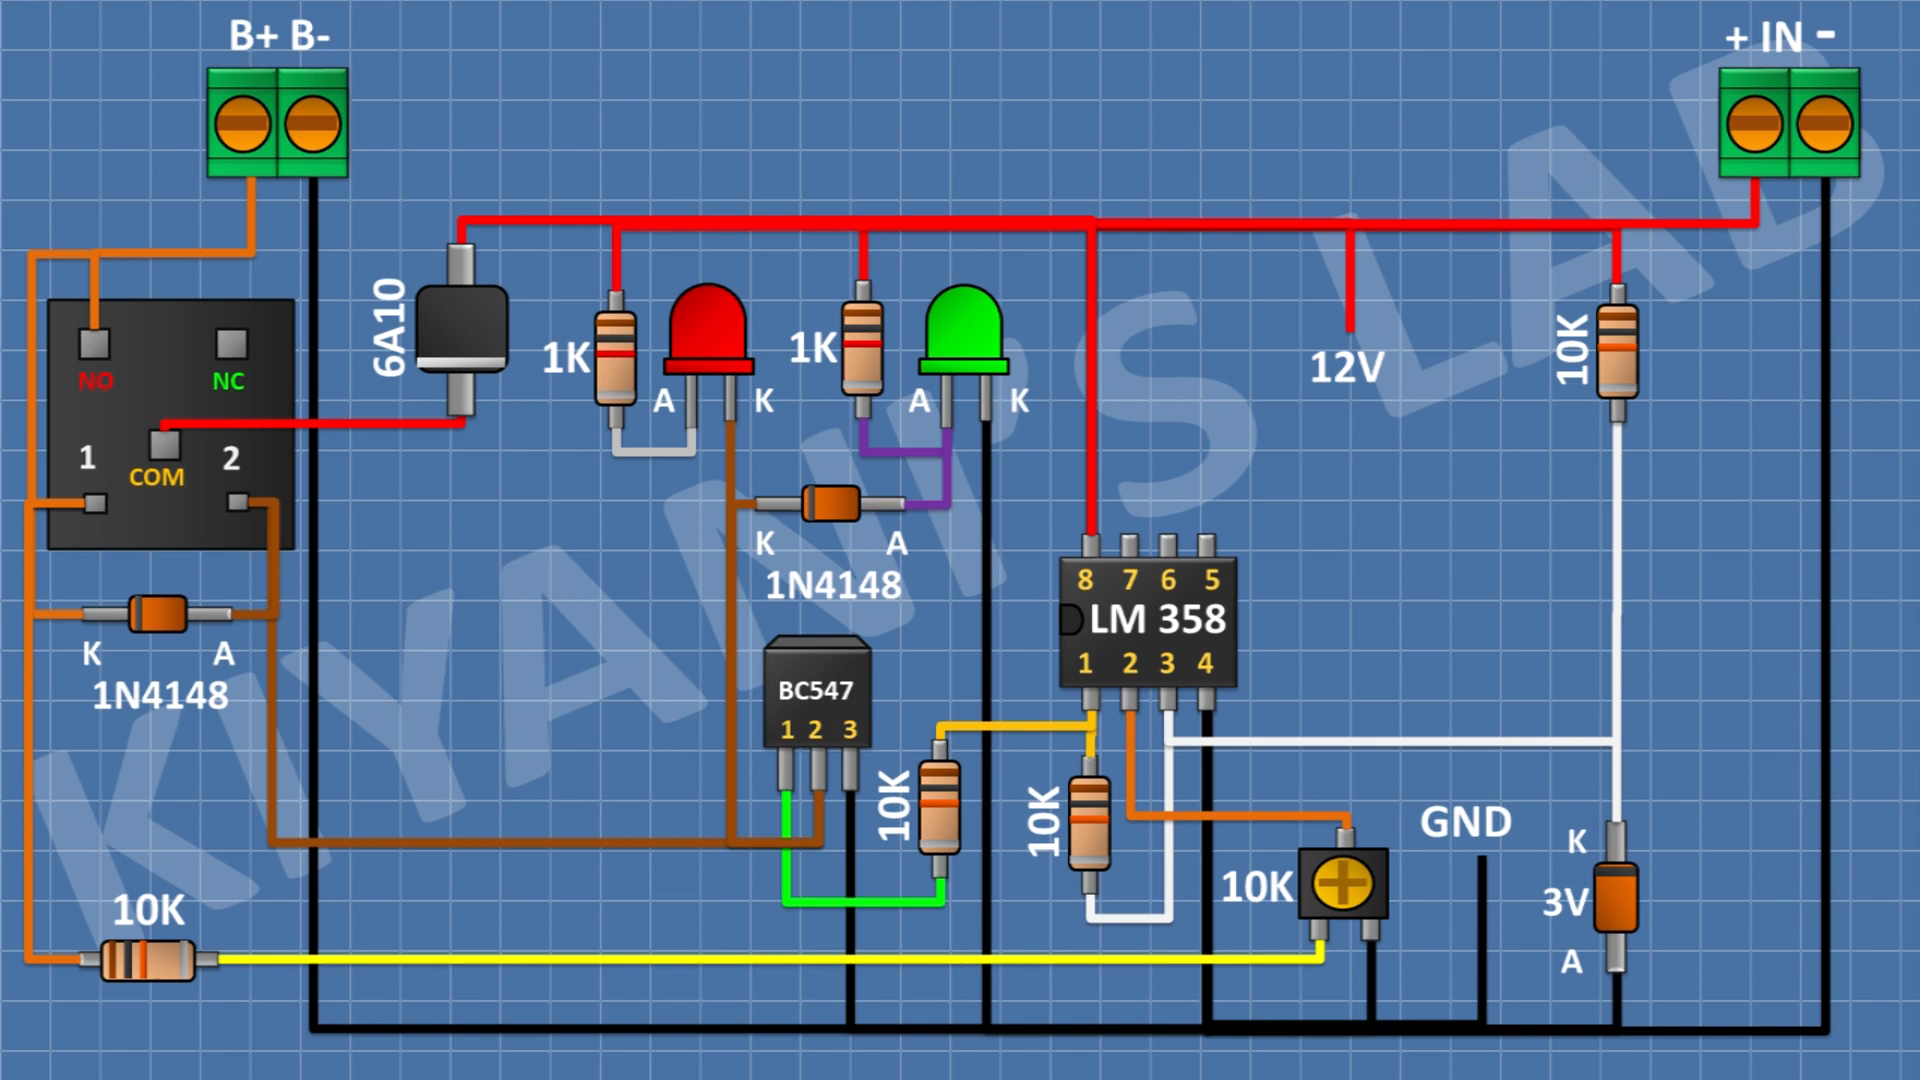 B+ B-
+ IN -
6A10
1K
A K
1K
A K
12V
10K
NO
NC
1
COM
2
K A
1N4148
K A
1N4148
8 7 6 5
LM 358
1 2 3 4
BC547
1 2 3
10K
10K
10K
GND
K
3V
A
10K
KIYANI'S LAB